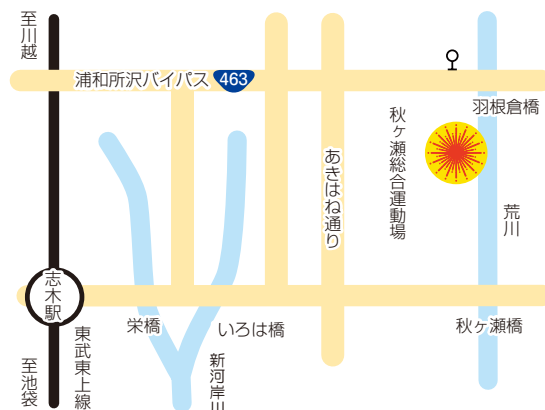 至川越
浦和所沢バイパス 463
羽根倉橋
秋ヶ瀬総合運動場
あきはね通り
荒川
志木駅
栄橋
いろは橋
秋ヶ瀬橋
東武東上線
至池袋
新河岸川